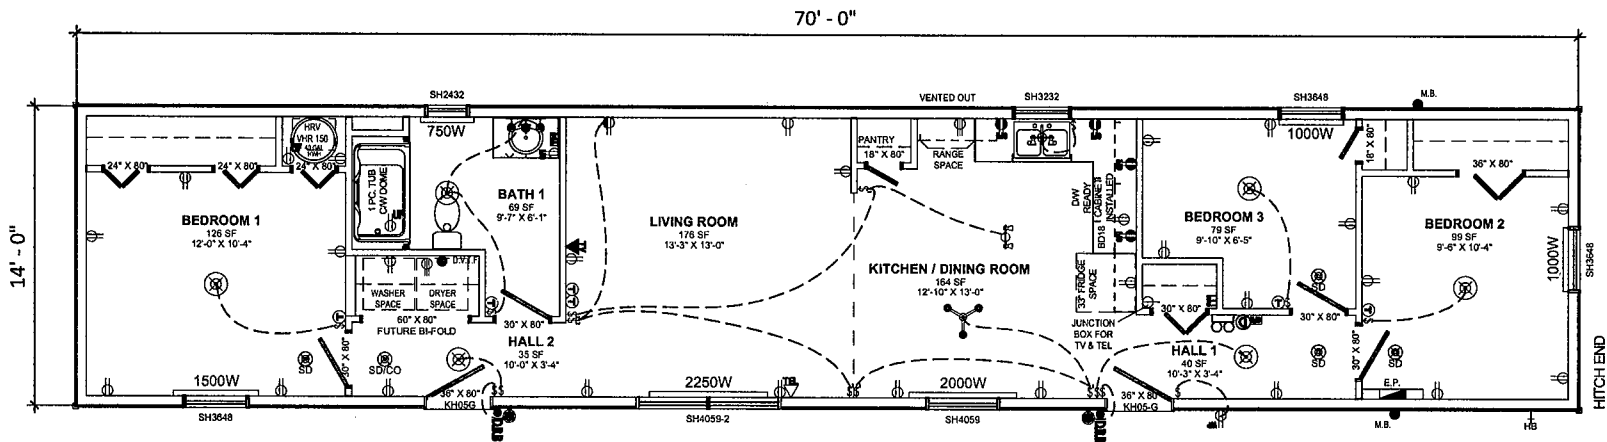 70' - 0"
14' - 0"
SH2432
VENTED OUT
SH3232
SH3648
M.B.
750W
1000W
HRV
VHR 150
40 GAL
HWH
24" X 80"
24" X 80"
24" X 80"
1 PC. TUB
C/W DOME
BATH 1
69 SF
9'-7" X 6'-1"
PANTRY
18" X 80"
RANGE
SPACE
D/W
READY
CABINET
INSTALLED
BD18
18" X 80"
36" X 80"
BEDROOM 1
126 SF
12'-0" X 10'-4"
LIVING ROOM
176 SF
13'-3" X 13'-0"
KITCHEN / DINING ROOM
164 SF
12'-10" X 13'-0"
BEDROOM 3
79 SF
9'-10" X 6'-5"
BEDROOM 2
99 SF
9'-6" X 10'-4"
1000W
SH3648
TV
D.V.T.F.
WASHER
SPACE
DRYER
SPACE
33" FRIDGE
SPACE
60" X 80"
FUTURE BI-FOLD
30" X 80"
JUNCTION
BOX FOR
TV & TEL
30" X 80"
30" X 80"
SD
HALL 2
35 SF
10'-0" X 3'-4"
HALL 1
40 SF
10'-3" X 3'-4"
30" X 80"
30" X 80"
SD
SD/CO
SD
SD
1500W
36" X 80"
KH05G
2250W
TEL
2000W
36" X 80"
KH05-G
E.P.
SH3648
SH4059-2
SH4059
M.B.
HB
HITCH END